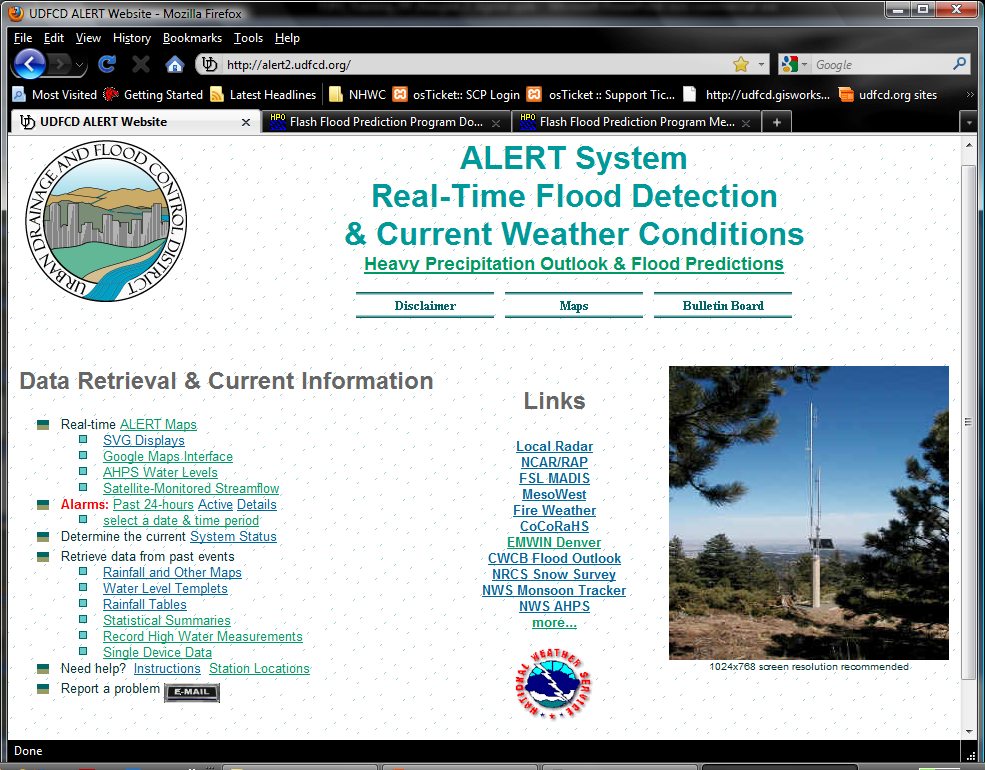 UDFCD ALERT Website - Mozilla Firefox
File Edit View History Bookmarks Tools Help
http://alert2.udfcd.org/
Google
Most Visited Getting Started Latest Headlines NHWC osTicket:: SCP Login osTicket :: Support Tic... http://udfcd.gisworks... udfcd.org sites
UDFCD ALERT Website HPO Flash Flood Prediction Program Do... HPO Flash Flood Prediction Program Me...
URBAN DRAINAGE AND FLOOD CONTROL DISTRICT
ALERT System
Real-Time Flood Detection
& Current Weather Conditions
Heavy Precipitation Outlook & Flood Predictions
Disclaimer Maps Bulletin Board
Data Retrieval & Current Information
Real-time ALERT Maps
SVG Displays
Google Maps Interface
AHPS Water Levels
Satellite-Monitored Streamflow
Alarms: Past 24-hours Active Details
select a date & time period
Determine the current System Status
Retrieve data from past events
Rainfall and Other Maps
Water Level Templets
Rainfall Tables
Statistical Summaries
Record High Water Measurements
Single Device Data
Need help? Instructions Station Locations
Report a problem E-MAIL
Links
Local Radar
NCAR/RAP
FSL MADIS
MesoWest
Fire Weather
CoCoRaHS
EMWIN Denver
CWCB Flood Outlook
NRCS Snow Survey
NWS Monsoon Tracker
NWS AHPS
more...
NATIONAL WEATHER SERVICE
1024x768 screen resolution recommended
Done